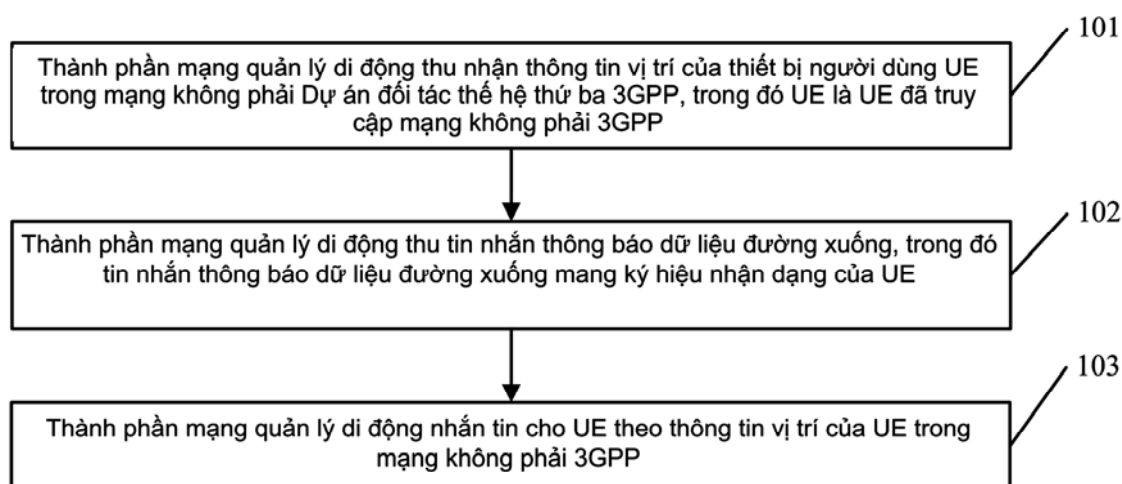 101
Thành phần mạng quản lý di động thu nhận thông tin vị trí của thiết bị người dùng UE
trong mạng không phải Dự án đối tác thế hệ thứ ba 3GPP, trong đó UE là UE đã truy
cập mạng không phải 3GPP
102
Thành phần mạng quản lý di động thu tin nhắn thông báo dữ liệu đường xuống, trong đó
tin nhắn thông báo dữ liệu đường xuống mang ký hiệu nhận dạng của UE
103
Thành phần mạng quản lý di động nhắn tin cho UE theo thông tin vị trí của UE trong
mạng không phải 3GPP